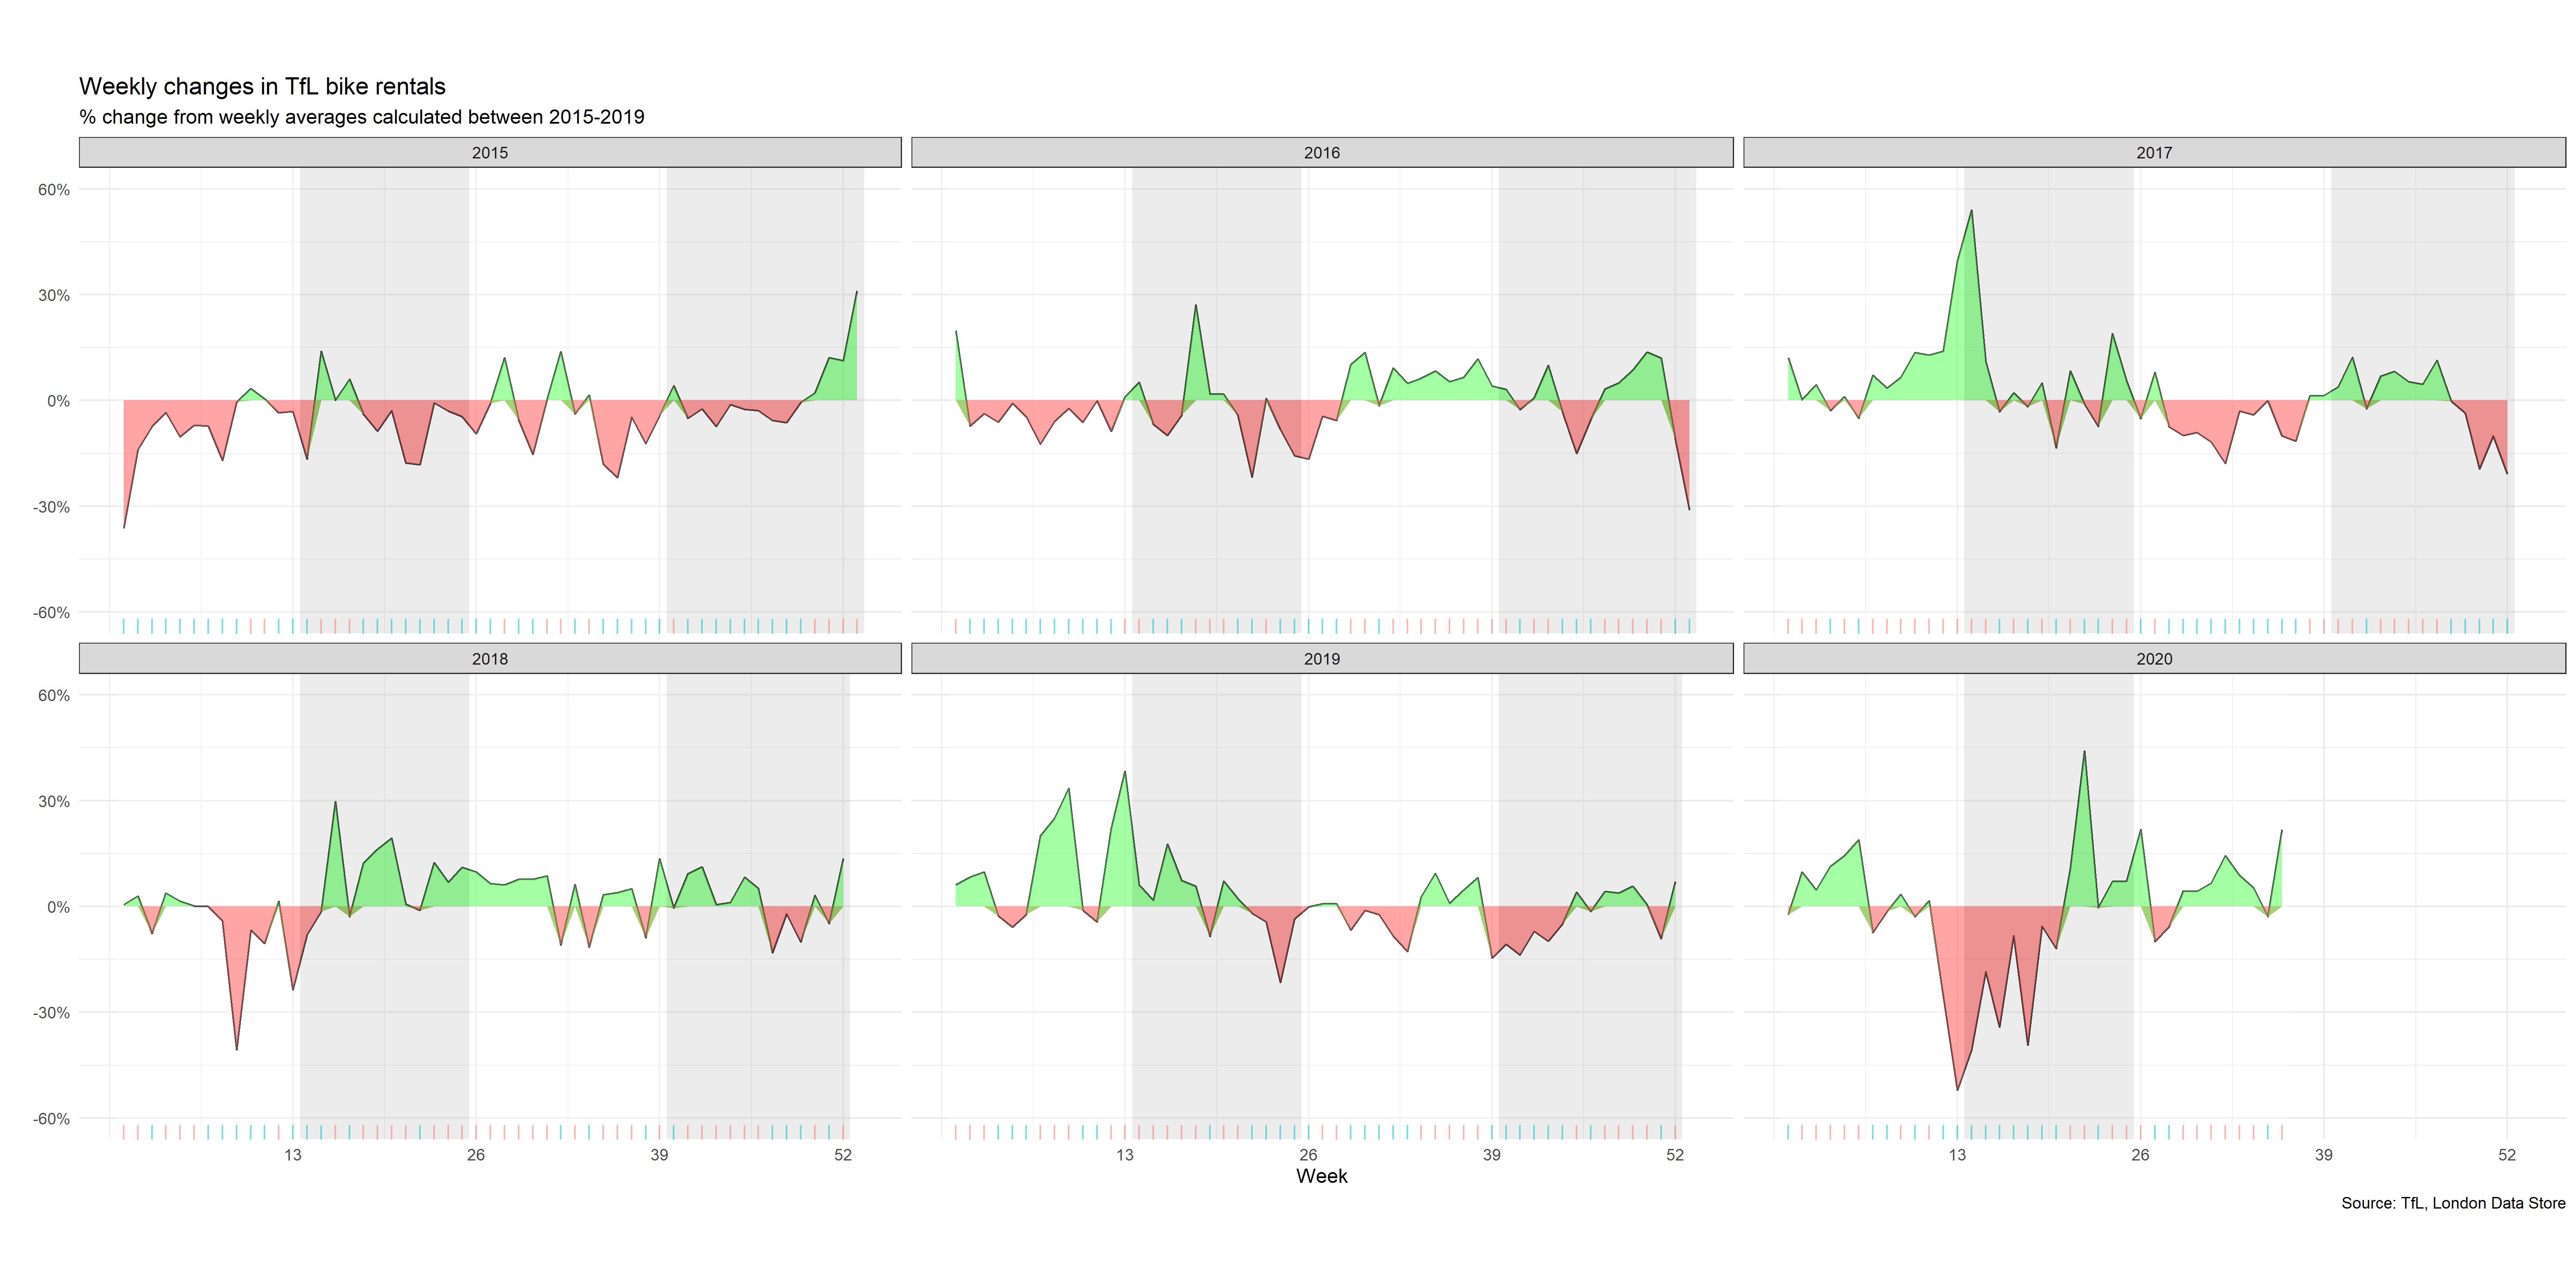 Weekly changes in TfL bike rentals
% change from weekly averages calculated between 2015-2019
2015 2016 2017
60%
30%
0%
-30%
-60%
2018 2019 2020
60%
30%
0%
-30%
-60%
13 26 39 52 13 26 39 52 13 26 39 52
Week
Source: TfL, London Data Store